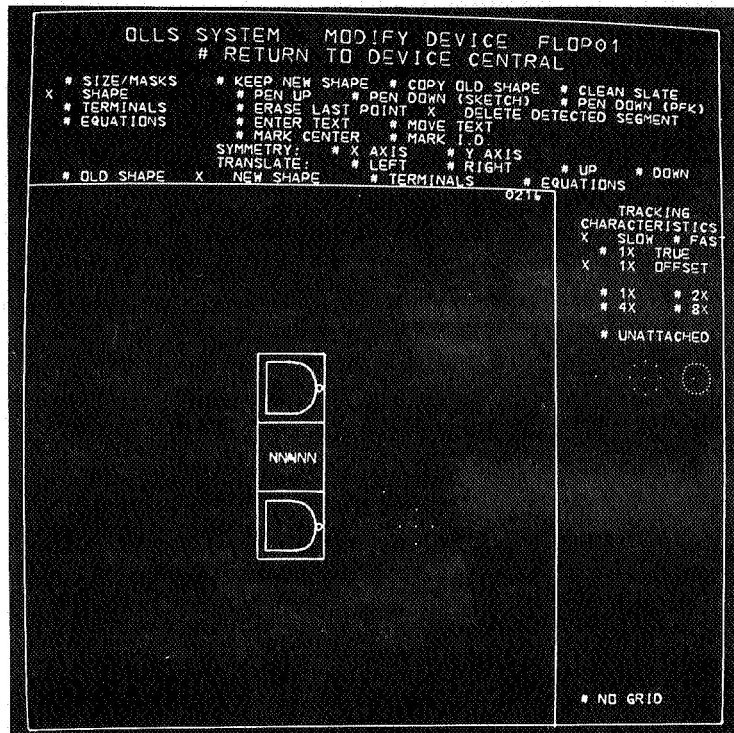 OLLS SYSTEM MODIFY DEVICE FLOP01
# RETURN TO DEVICE CENTRAL
# SIZE/MASKS # KEEP NEW SHAPE # COPY OLD SHAPE # CLEAN SLATE
X SHAPE # PEN UP # PEN DOWN (SKETCH) # PEN DOWN (PFK)
# TERMINALS # ERASE LAST POINT X DELETE DETECTED SEGMENT
# EQUATIONS # ENTER TEXT # MOVE TEXT
# MARK CENTER # MARK I.D
SYMMETRY: # X AXIS # Y AXIS
TRANSLATE: # LEFT # RIGHT # UP # DOWN
# OLD SHAPE X NEW SHAPE # TERMINALS # EQUATIONS
0216
TRACKING
CHARACTERISTICS
X SLOW # FAST
# 1X TRUE
X 1X OFFSET
# 1X # 2X
# 4X # 8X
# UNATTACHED
NNNNN
# NO GRID